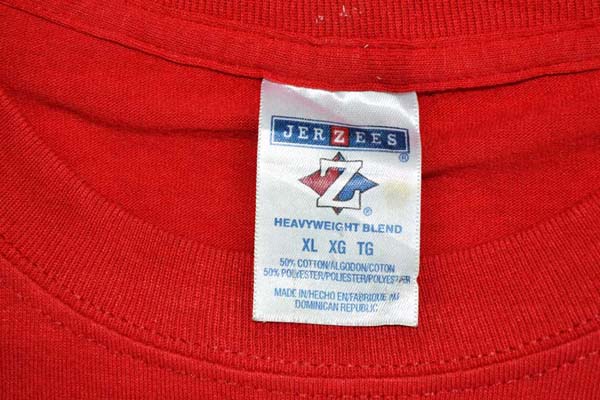 JERZEES®
Z®
HEAVYWEIGHT BLEND
XL XG TG
50% COTTON/ALGODON/COTON
50% POLYESTER/POLIESTER/POLYESTER
MADE IN/HECHO EN/FABRIQUE AU
DOMINICAN REPUBLIC